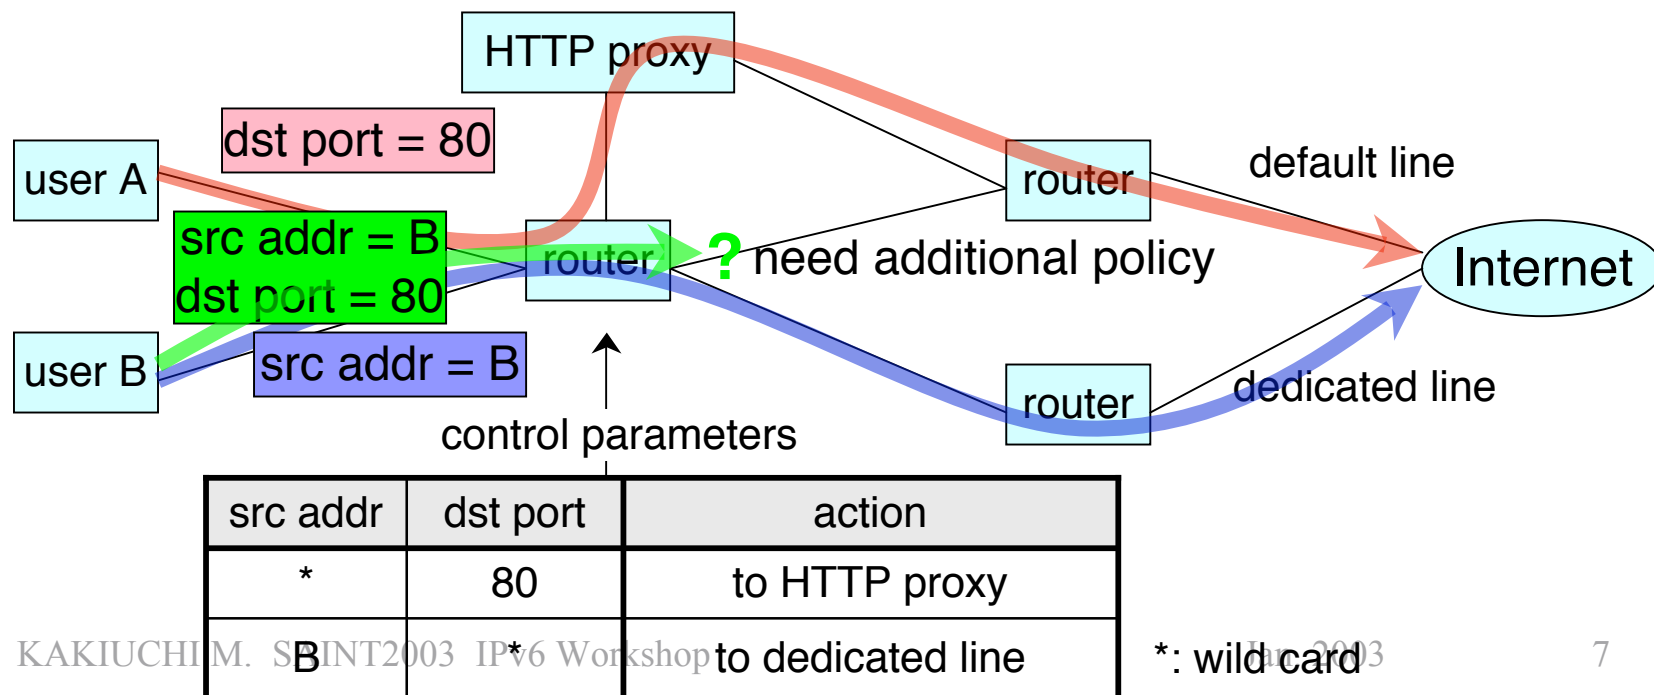 HTTP proxy
dst port = 80
user A
router
default line
src addr = B
dst port = 80
router
? need additional policy
Internet
user B
src addr = B
router
dedicated line
control parameters
src addr dst port action
* 80 to HTTP proxy
B * to dedicated line
*: wild card
KAKIUCHI M. SAINT2003 IPv6 Workshop Jan. 2003 7